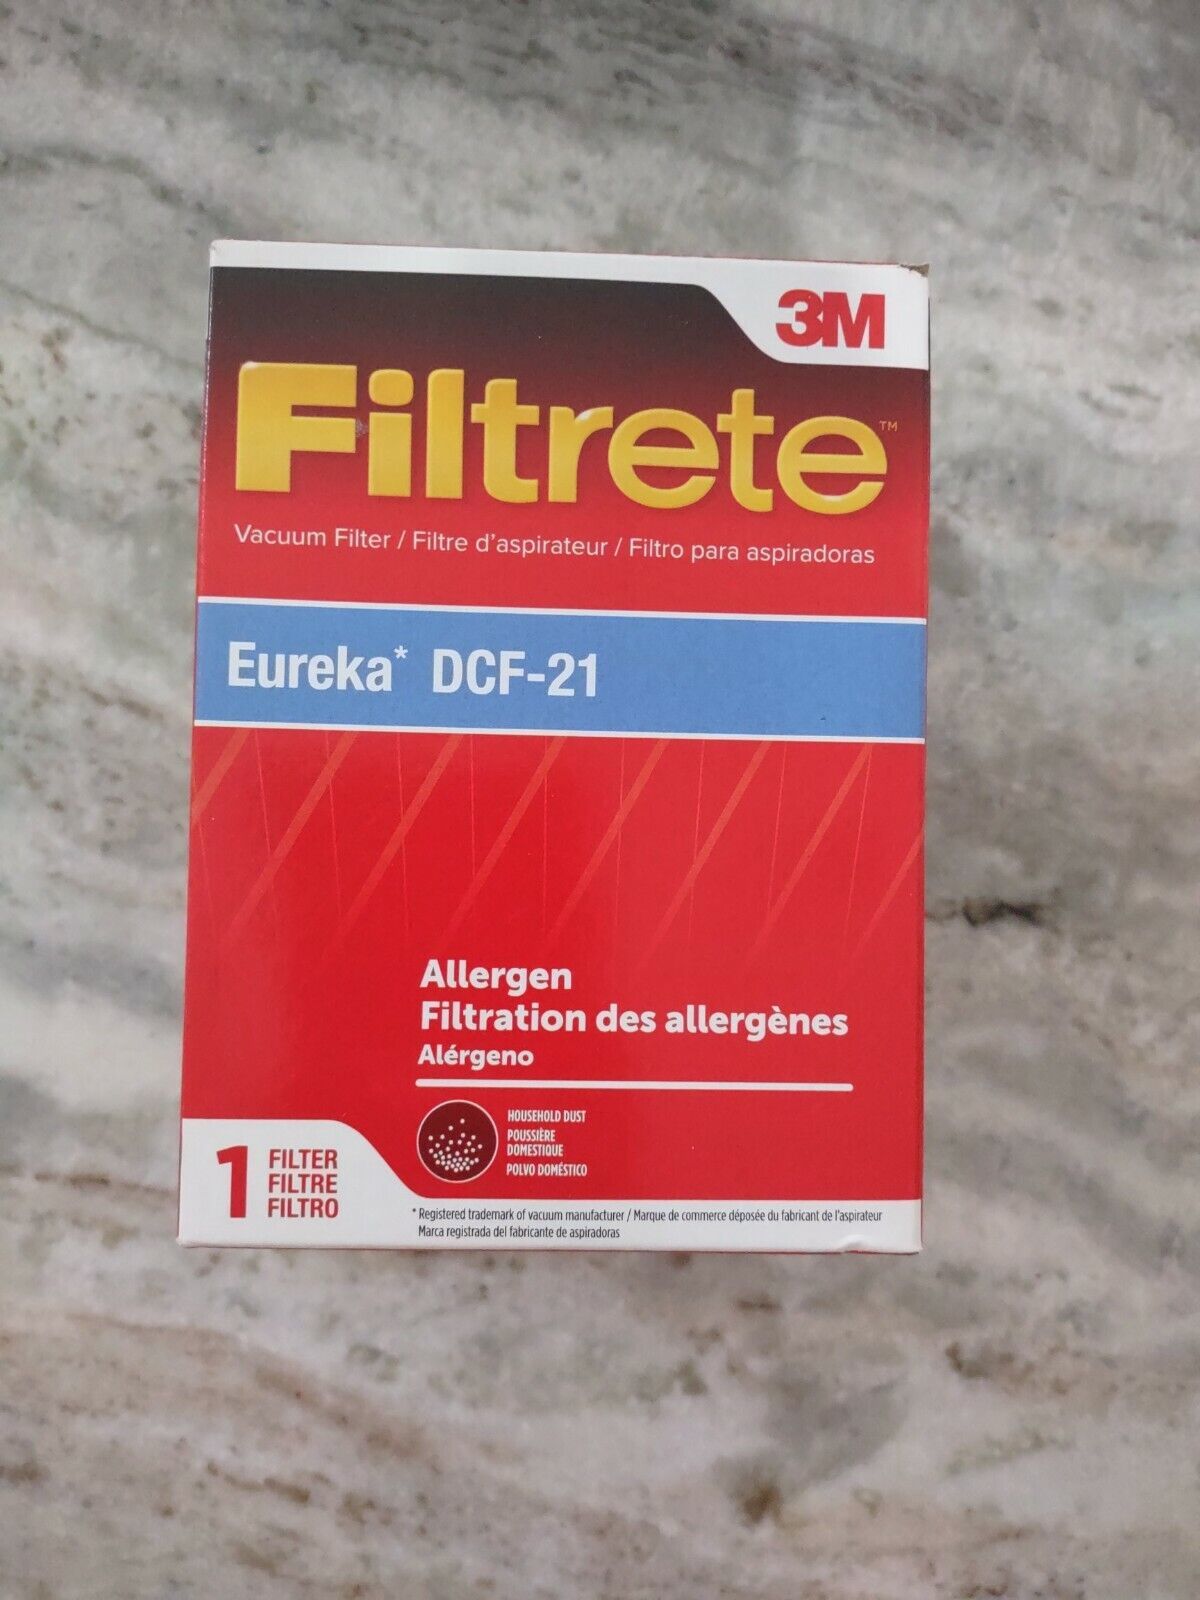 3M
Filtrete™
Vacuum Filter / Filtre d'aspirateur / Filtro para aspiradoras
Eureka* DCF-21
Allergen
Filtration des allergènes
Alérgeno
HOUSEHOLD DUST
POUSSIÈRE
DOMESTIQUE
POLVO DOMÉSTICO
1 FILTER
FILTRE
FILTRO
* Registered trademark of vacuum manufacturer / Marque de commerce déposée du fabricant de l'aspirateur
Marca registrada del fabricante de aspiradoras